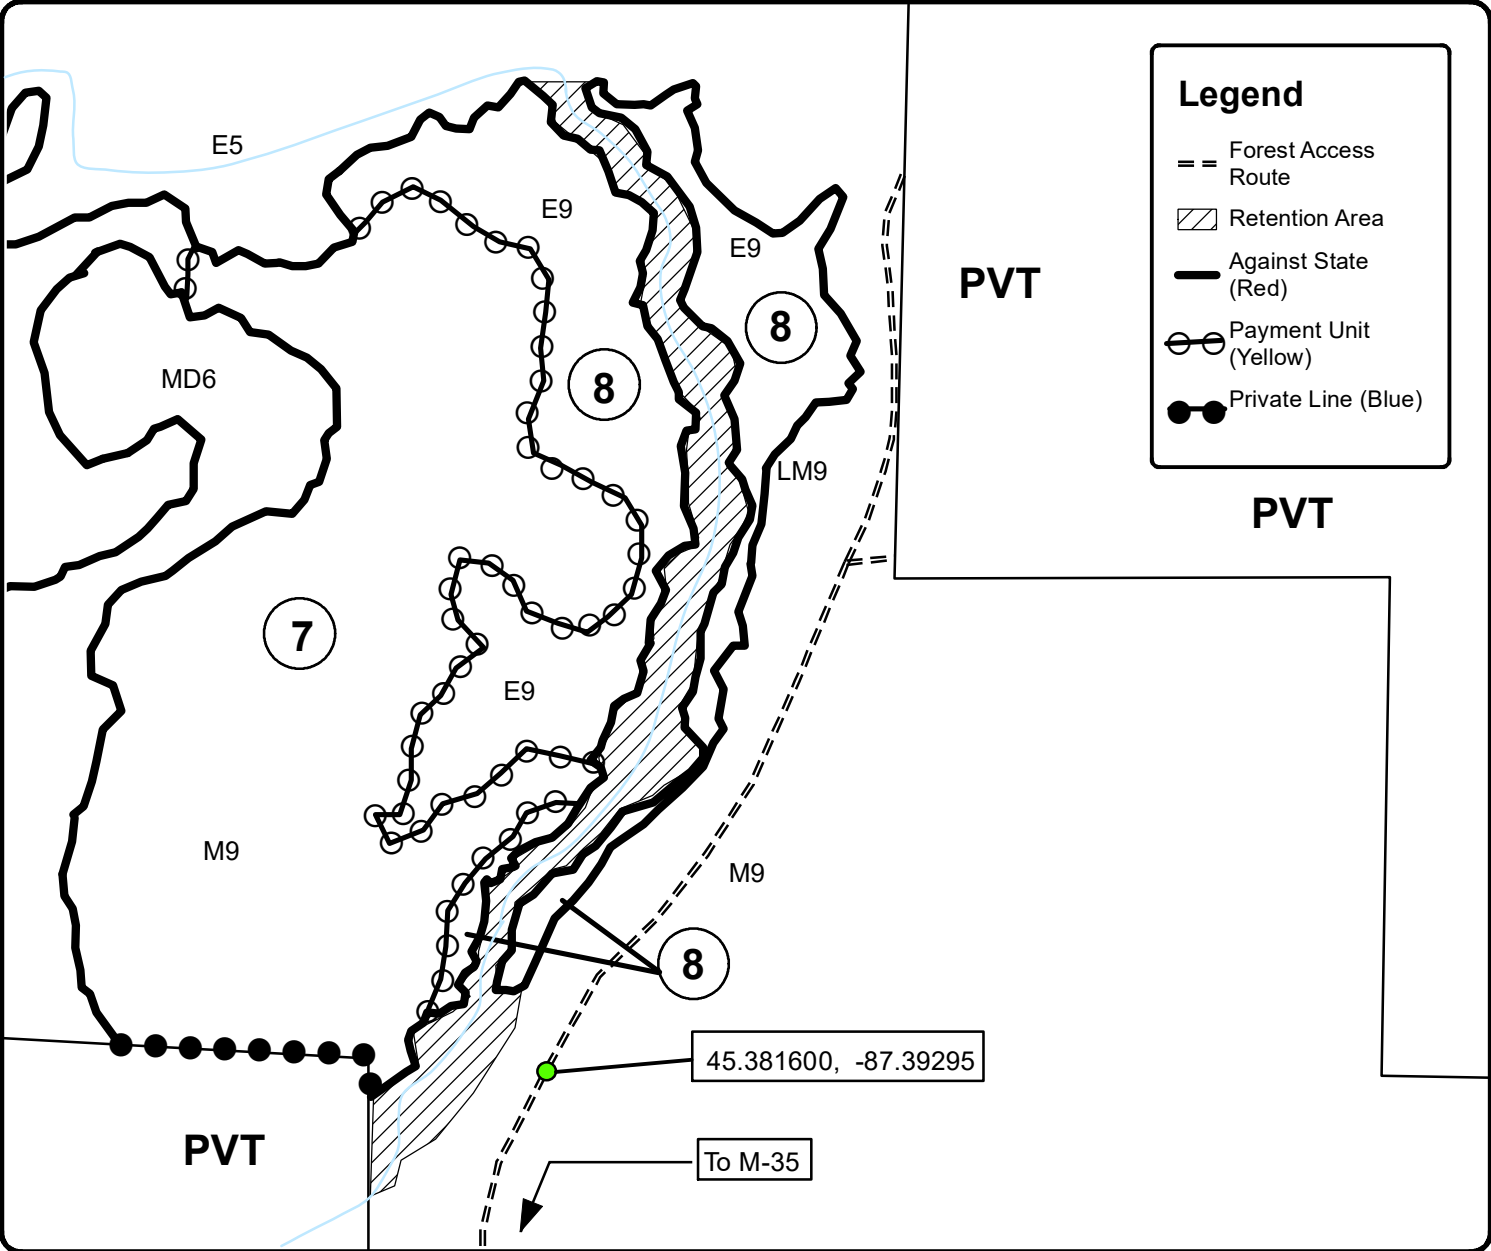 Legend
Forest Access
Route
Retention Area
Against State
(Red)
Payment Unit
(Yellow)
Private Line (Blue)
E5
E9
E9
PVT
8
8
MD6
LM9
PVT
7
E9
M9
M9
8
45.381600, -87.39295
PVT
To M-35